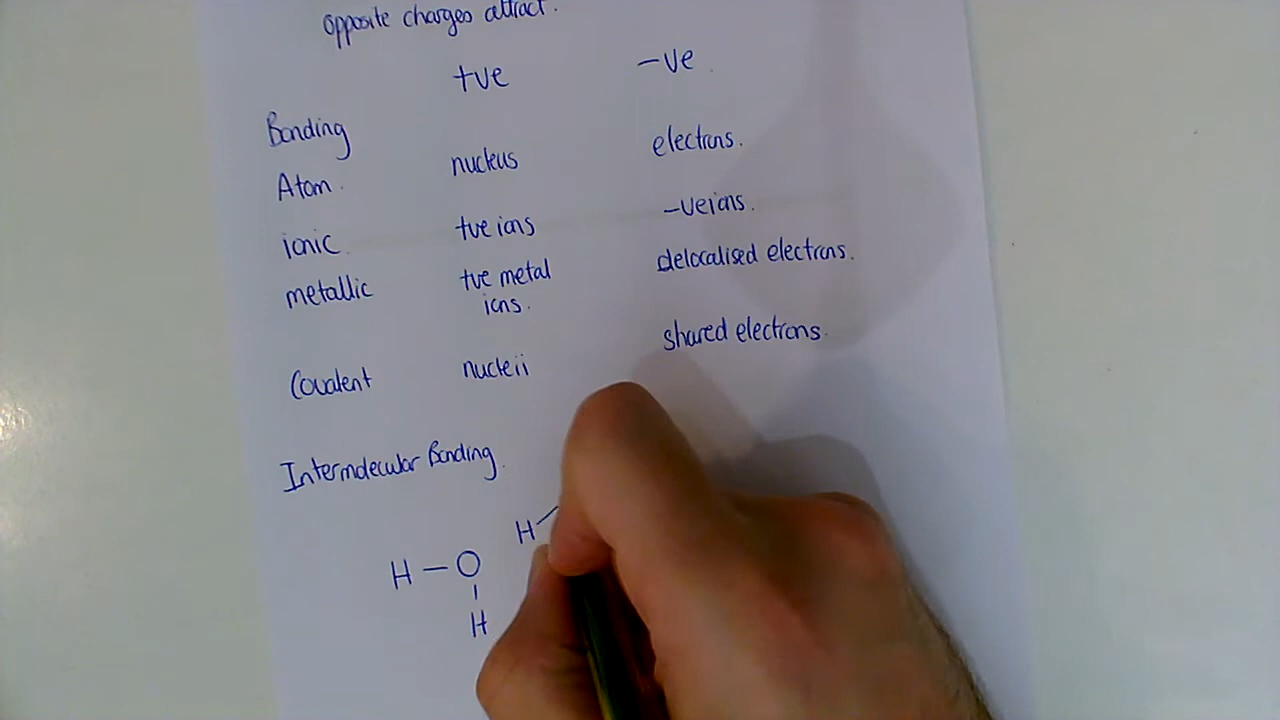 Opposite charges attract.
+ve −ve
Bonding
Atom. nucleus electrons.
ionic +ve ions −ve ions.
metallic +ve metal delocalised electrons.
ions.
Covalent nucleii shared electrons.
Intermolecular Bonding.
H
H − O
H